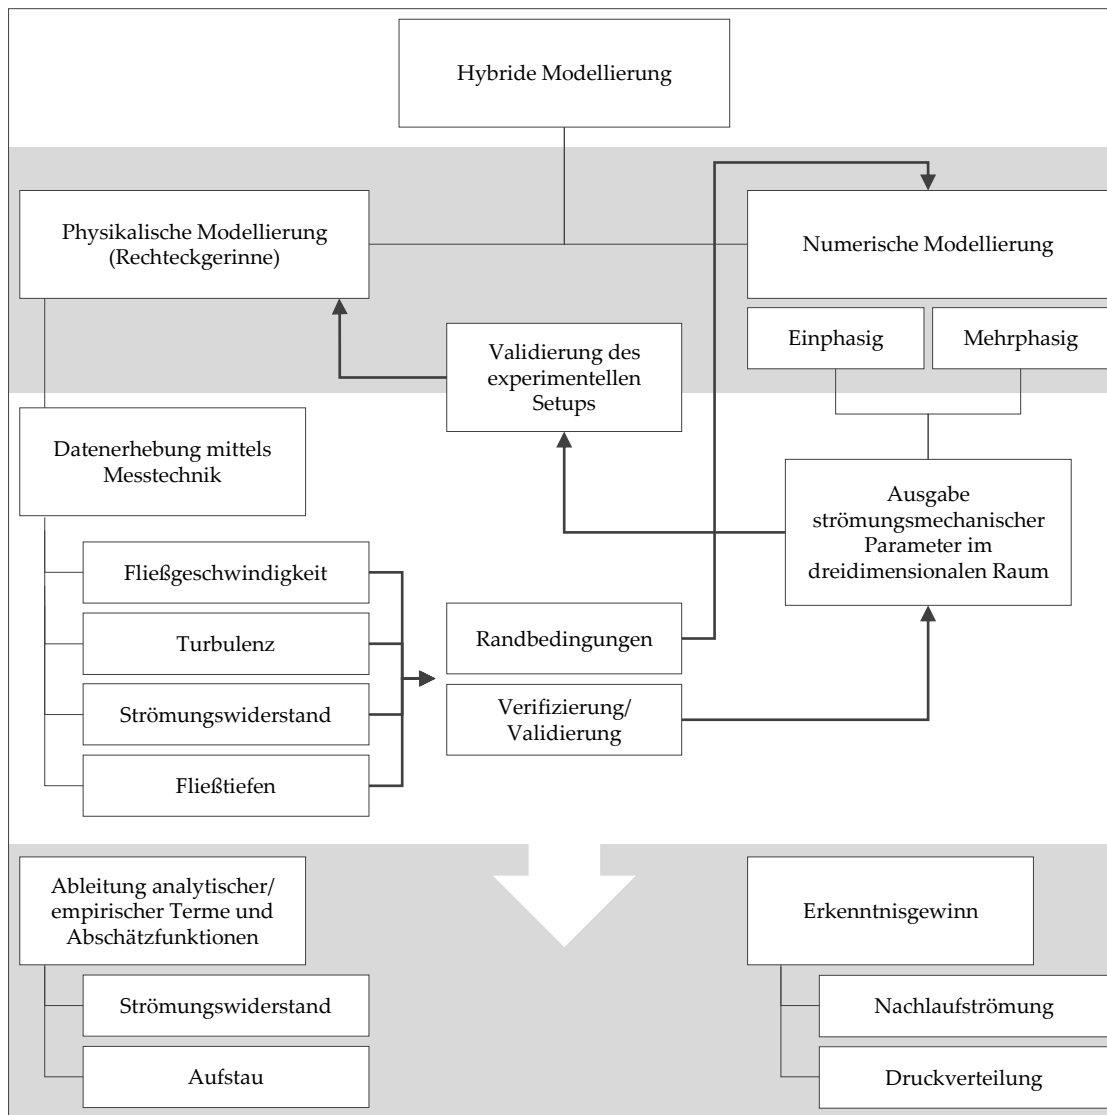 Hybride Modellierung
Physikalische Modellierung
(Rechteckgerinne)
Numerische Modellierung
Einphasig
Mehrphasig
Validierung des
experimentellen
Setups
Datenerhebung mittels
Messtechnik
Ausgabe
strömungsmechanischer
Parameter im
dreidimensionalen Raum
Fließgeschwindigkeit
Turbulenz
Strömungswiderstand
Fließtiefen
Randbedingungen
Verifizierung/
Validierung
Ableitung analytischer/
empirischer Terme und
Abschätzfunktionen
Strömungswiderstand
Aufstau
Erkenntnisgewinn
Nachlaufströmung
Druckverteilung